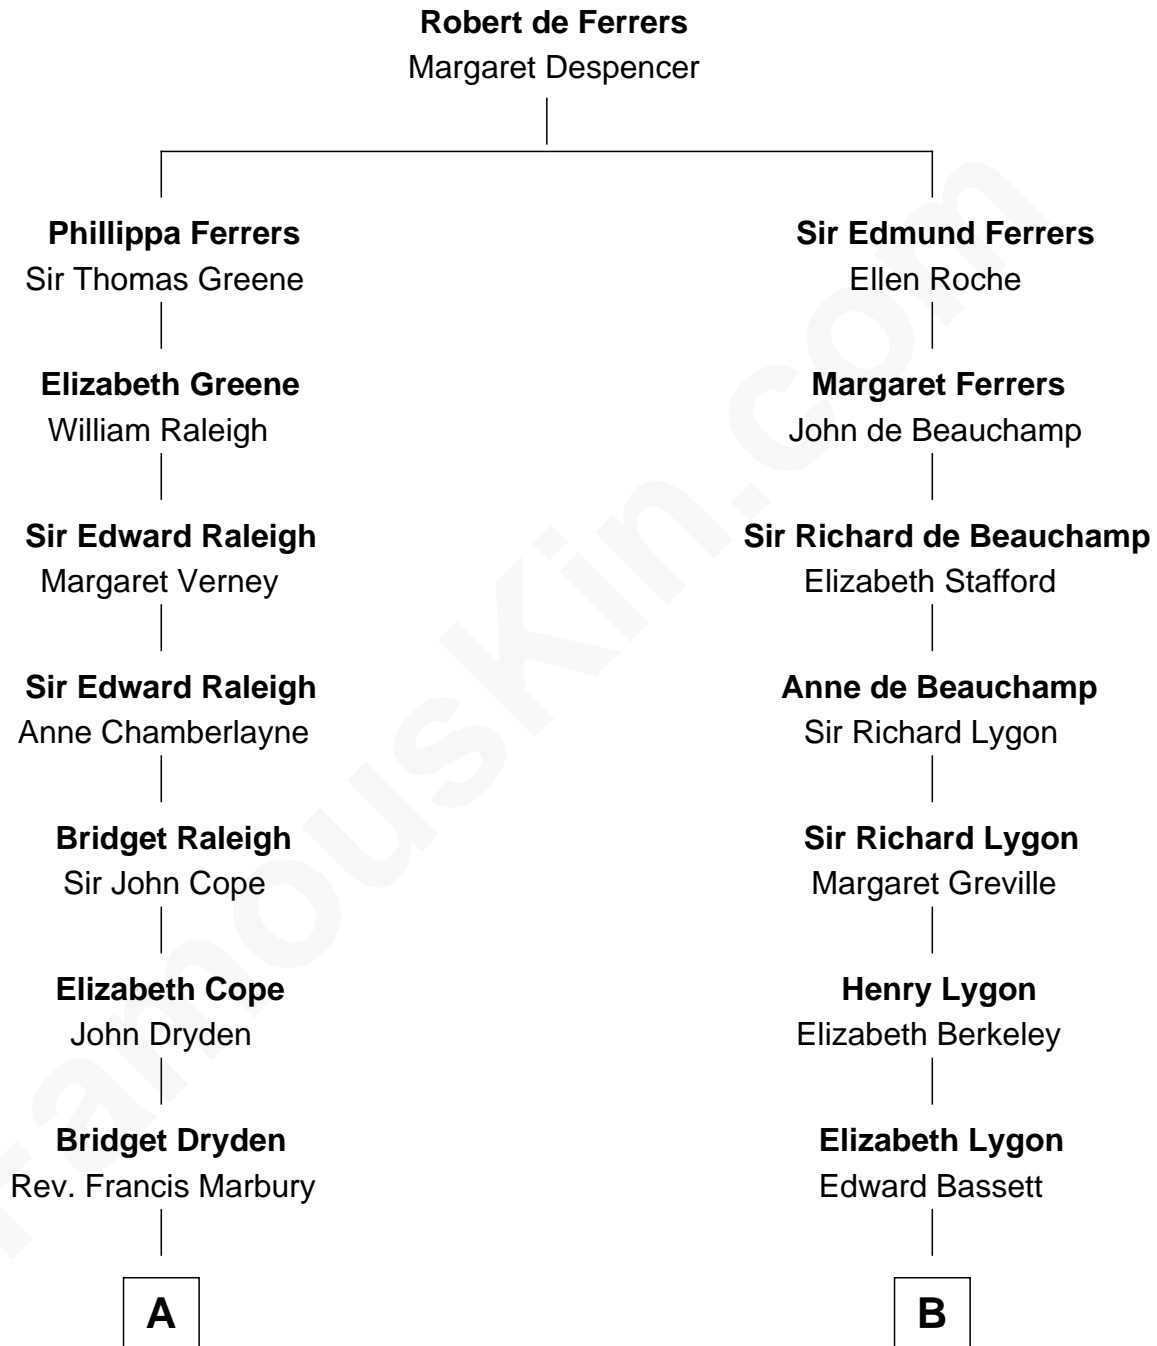 Robert de Ferrers
Margaret Despencer
Phillippa Ferrers
Sir Thomas Greene
Elizabeth Greene
William Raleigh
Sir Edward Raleigh
Margaret Verney
Sir Edward Raleigh
Anne Chamberlayne
Bridget Raleigh
Sir John Cope
Elizabeth Cope
John Dryden
Bridget Dryden
Rev. Francis Marbury
A
Sir Edmund Ferrers
Ellen Roche
Margaret Ferrers
John de Beauchamp
Sir Richard de Beauchamp
Elizabeth Stafford
Anne de Beauchamp
Sir Richard Lygon
Sir Richard Lygon
Margaret Greville
Henry Lygon
Elizabeth Berkeley
Elizabeth Lygon
Edward Bassett
B
FamousKin.com